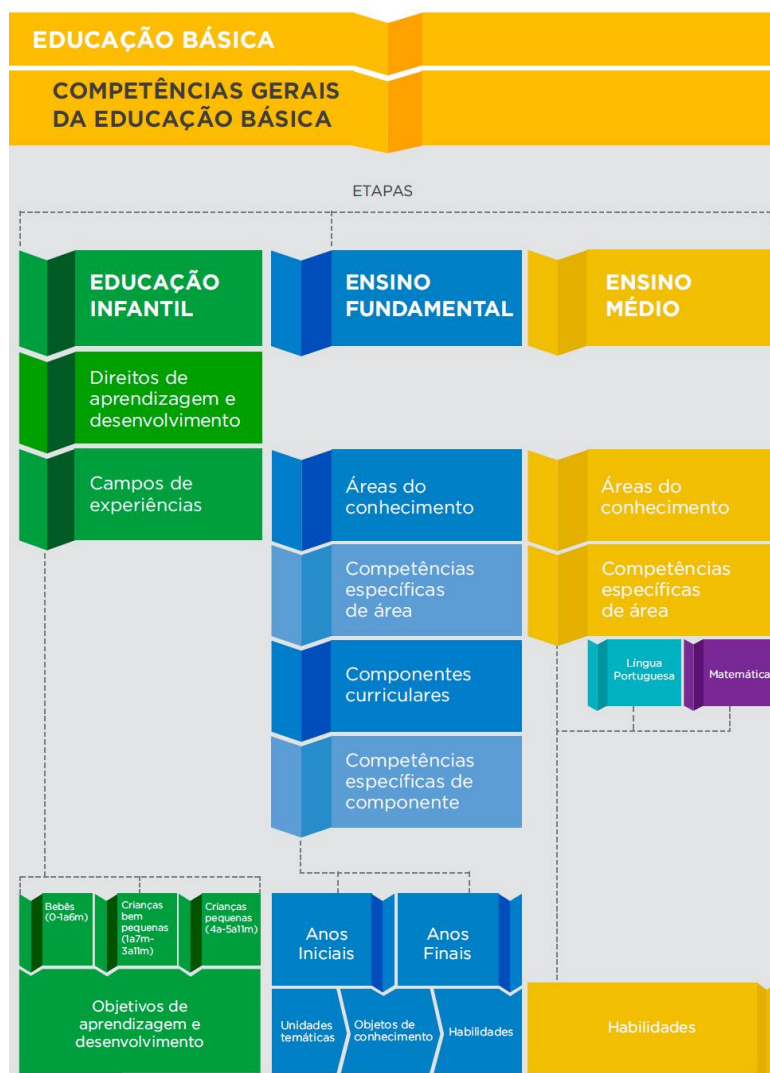 EDUCAÇÃO BÁSICA
COMPETÊNCIAS GERAIS
DA EDUCAÇÃO BÁSICA
ETAPAS
EDUCAÇÃO
INFANTIL
Direitos de
aprendizagem e
desenvolvimento
Campos de
experiências
Bebês
(0-1a6m)
Crianças
bem
pequenas
(1a7m-
3a11m)
Crianças
pequenas
(4a-5a11m)
Objetivos de
aprendizagem e
desenvolvimento
ENSINO
FUNDAMENTAL
Áreas do
conhecimento
Competências
específicas
de área
Componentes
curriculares
Competências
específicas de
componente
Anos
Iniciais
Anos
Finais
Unidades
temáticas
Objetos de
conhecimento
Habilidades
ENSINO
MÉDIO
Áreas do
conhecimento
Competências
específicas
de área
Língua
Portuguesa
Matemática
Habilidades